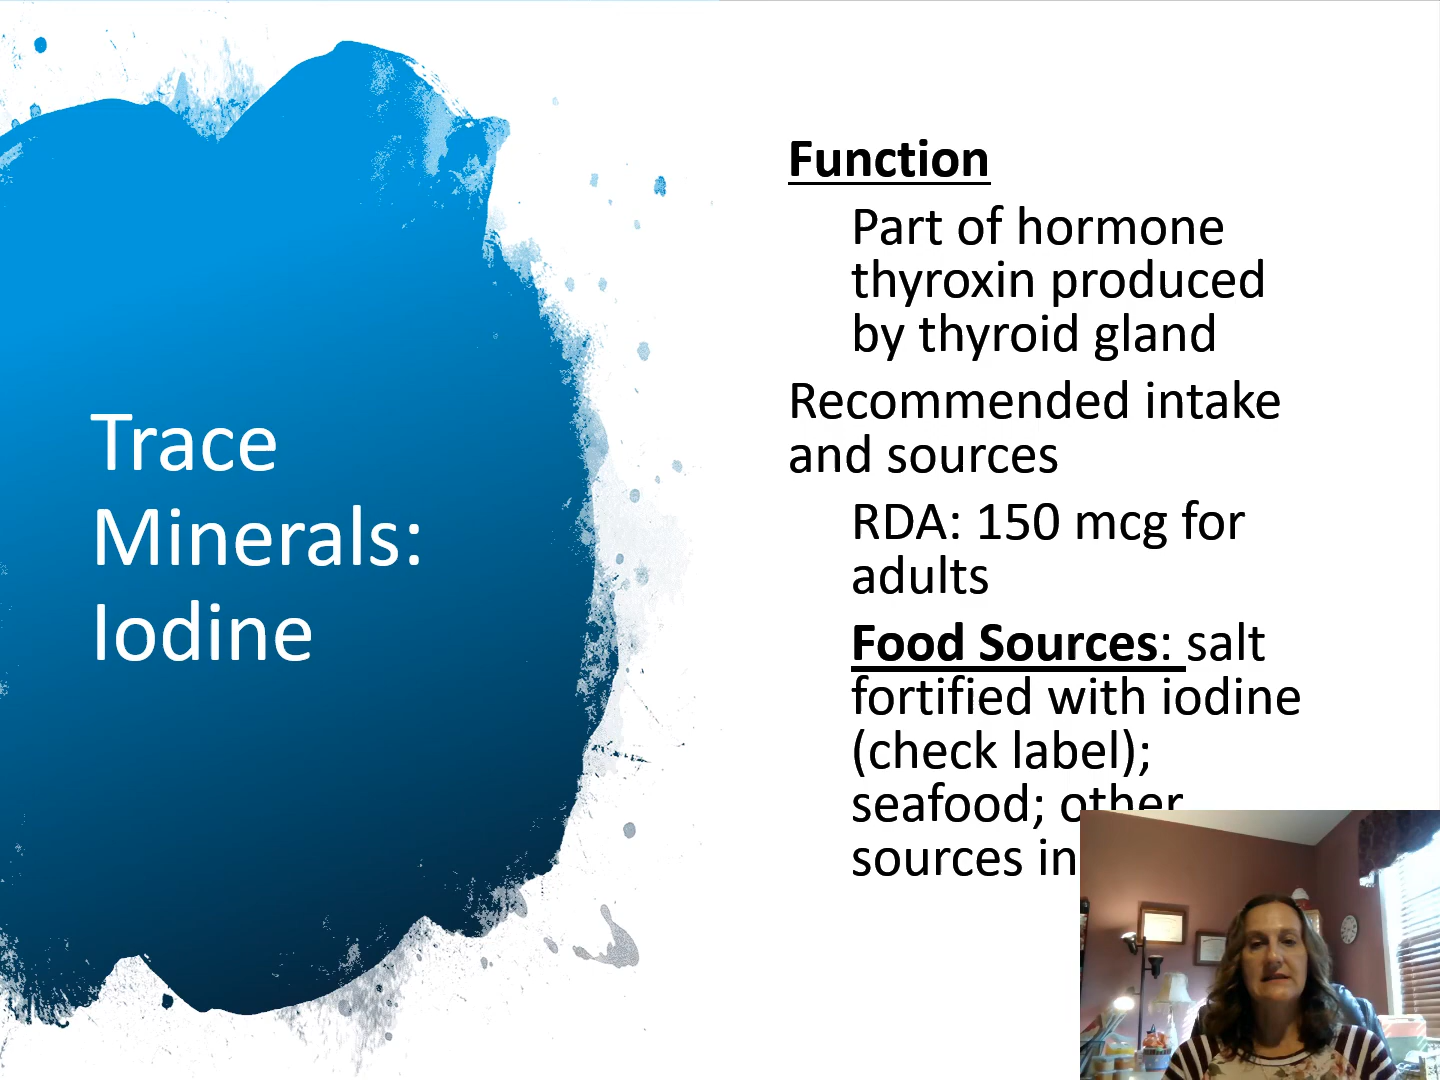 Trace
Minerals:
Iodine
Function
Part of hormone
thyroxin produced
by thyroid gland
Recommended intake
and sources
RDA: 150 mcg for
adults
Food Sources: salt
fortified with iodine
(check label);
seafood; other
sources in